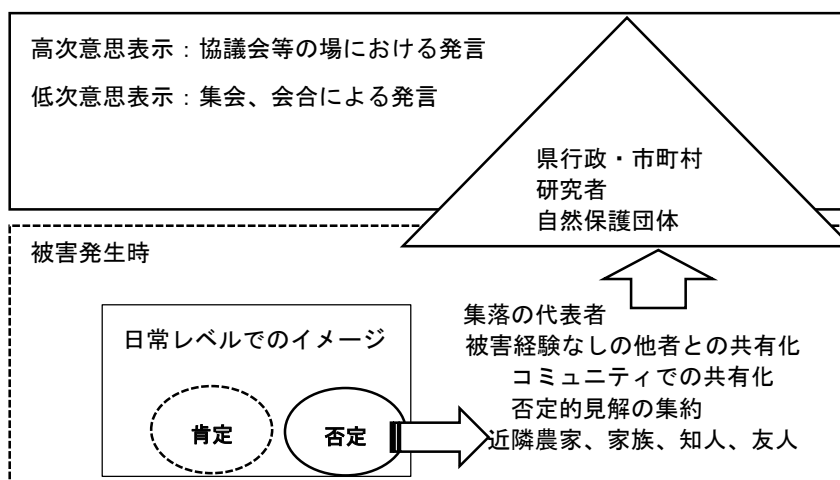 高次意思表示：協議会等の場における発言
低次意思表示：集会、会合による発言
県行政・市町村
研究者
自然保護団体
被害発生時
日常レベルでのイメージ
肯定
否定
集落の代表者
被害経験なしの他者との共有化
コミュニティでの共有化
否定的見解の集約
近隣農家、家族、知人、友人